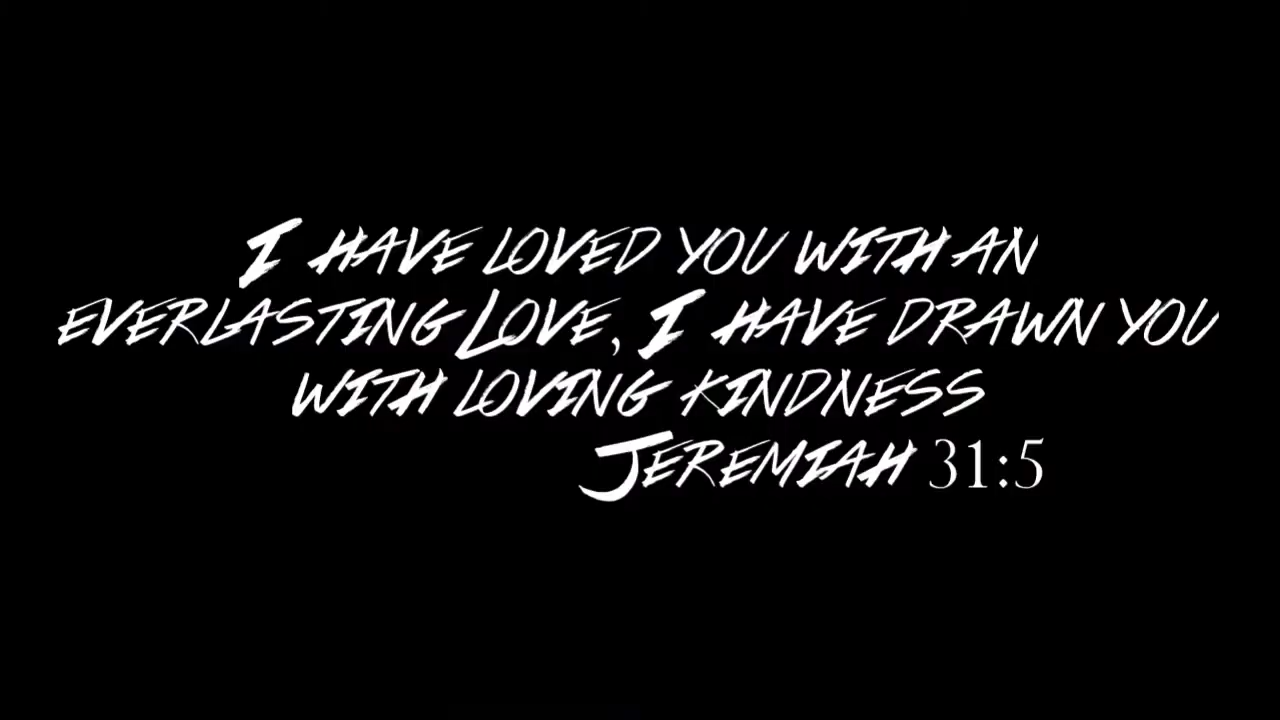 I have loved you with an
everlasting Love, I have drawn you
with loving kindness
Jeremiah 31:5